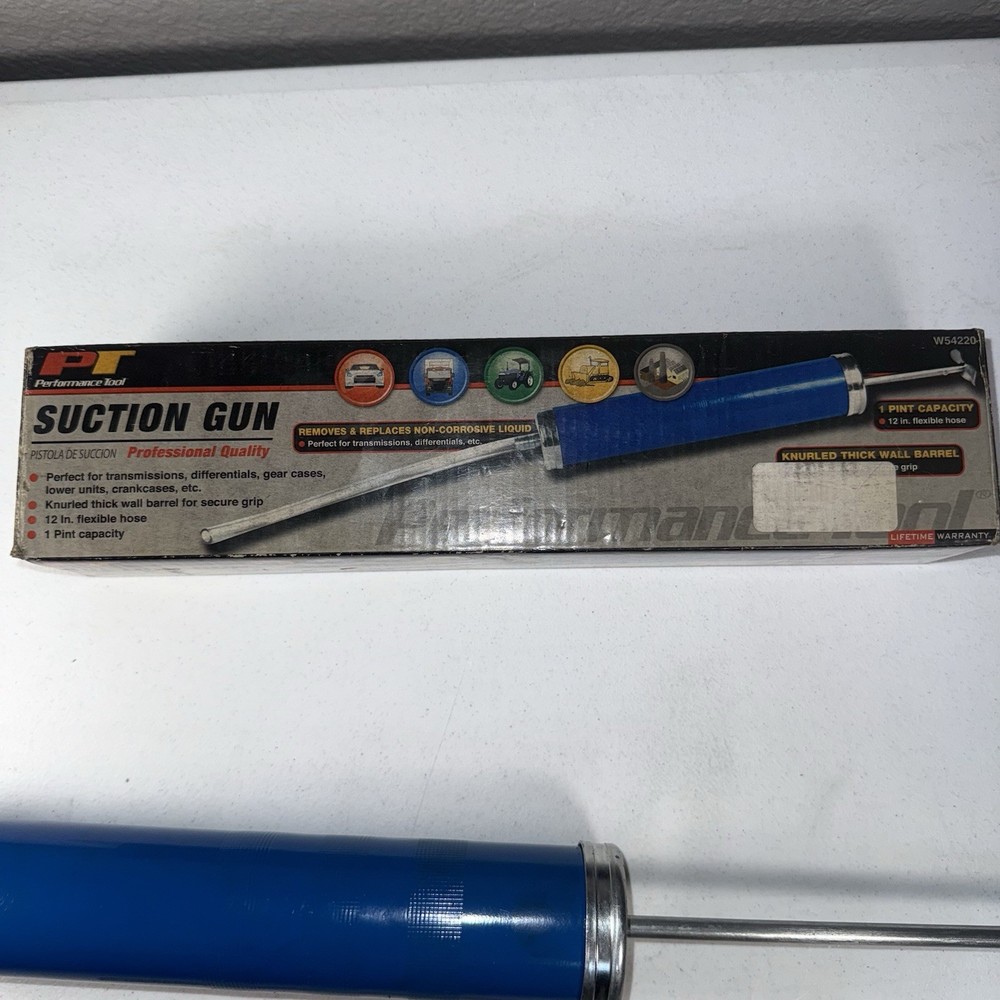 W54220
PT
Performance Tool
SUCTION GUN
PISTOLA DE SUCCION Professional Quality
Perfect for transmissions, differentials, gear cases,
lower units, crankcases, etc.
Knurled thick wall barrel for secure grip
12 In. flexible hose
1 Pint capacity
REMOVES & REPLACES NON-CORROSIVE LIQUID
Perfect for transmissions, differentials, etc.
1 PINT CAPACITY
12 in. flexible hose
KNURLED THICK WALL BARREL
grip
Performance Tool®
LIFETIME WARRANTY